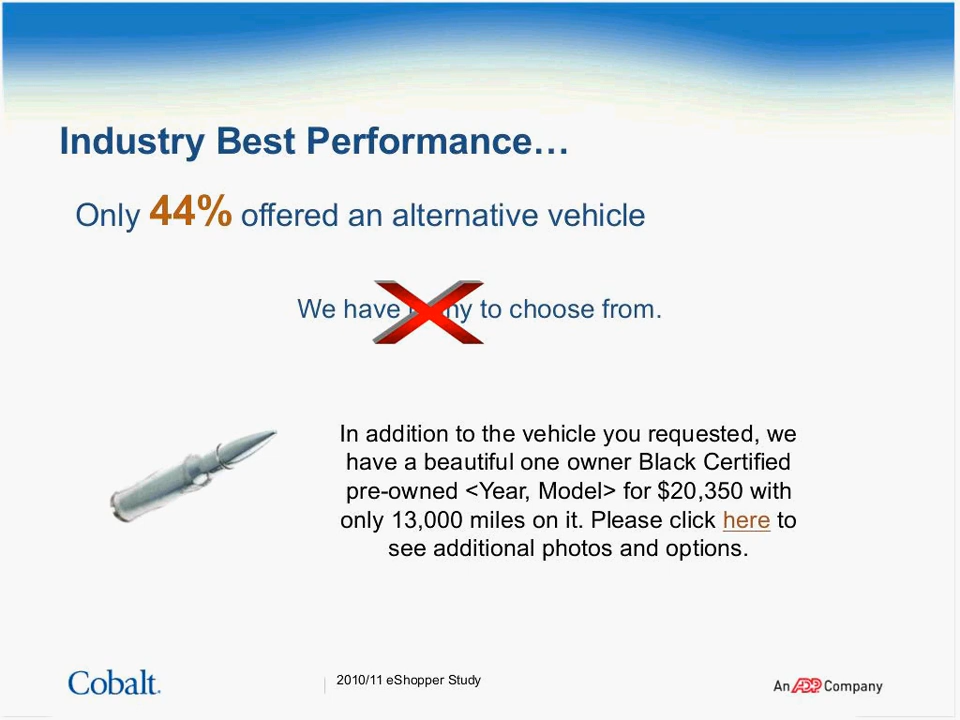 Industry Best Performance…
Only 44% offered an alternative vehicle
We have many to choose from.
In addition to the vehicle you requested, we
have a beautiful one owner Black Certified
pre-owned <Year, Model> for $20,350 with
only 13,000 miles on it. Please click here to
see additional photos and options.
Cobalt.
2010/11 eShopper Study
An ADP Company